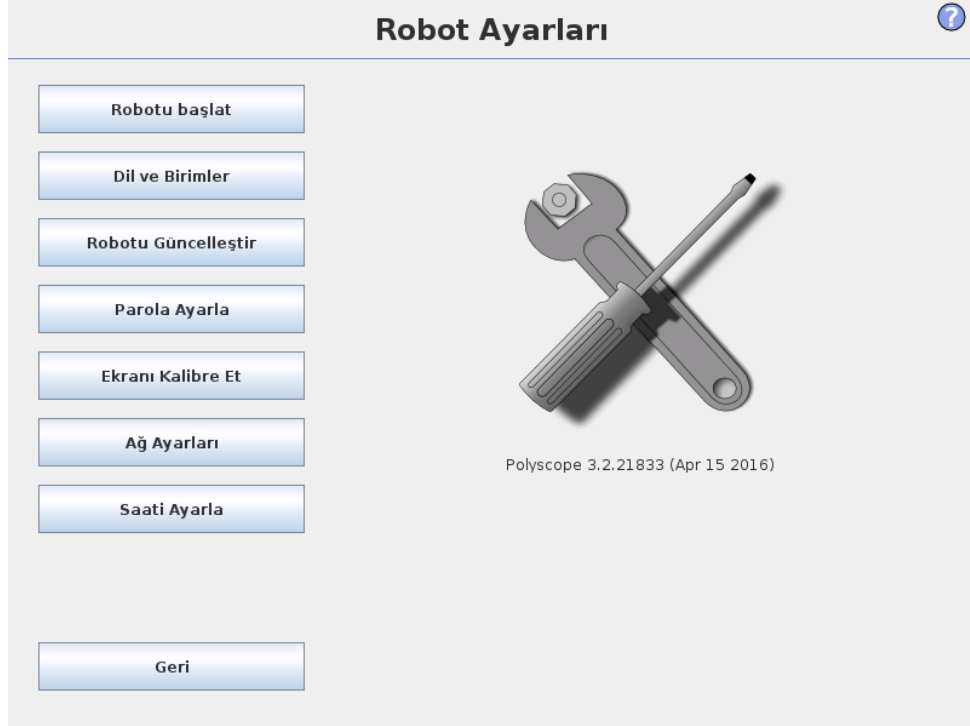 Robot Ayarları
?
Robotu başlat
Dil ve Birimler
Robotu Güncelleştir
Parola Ayarla
Ekranı Kalibre Et
Ağ Ayarları
Saati Ayarla
Polyscope 3.2.21833 (Apr 15 2016)
Geri